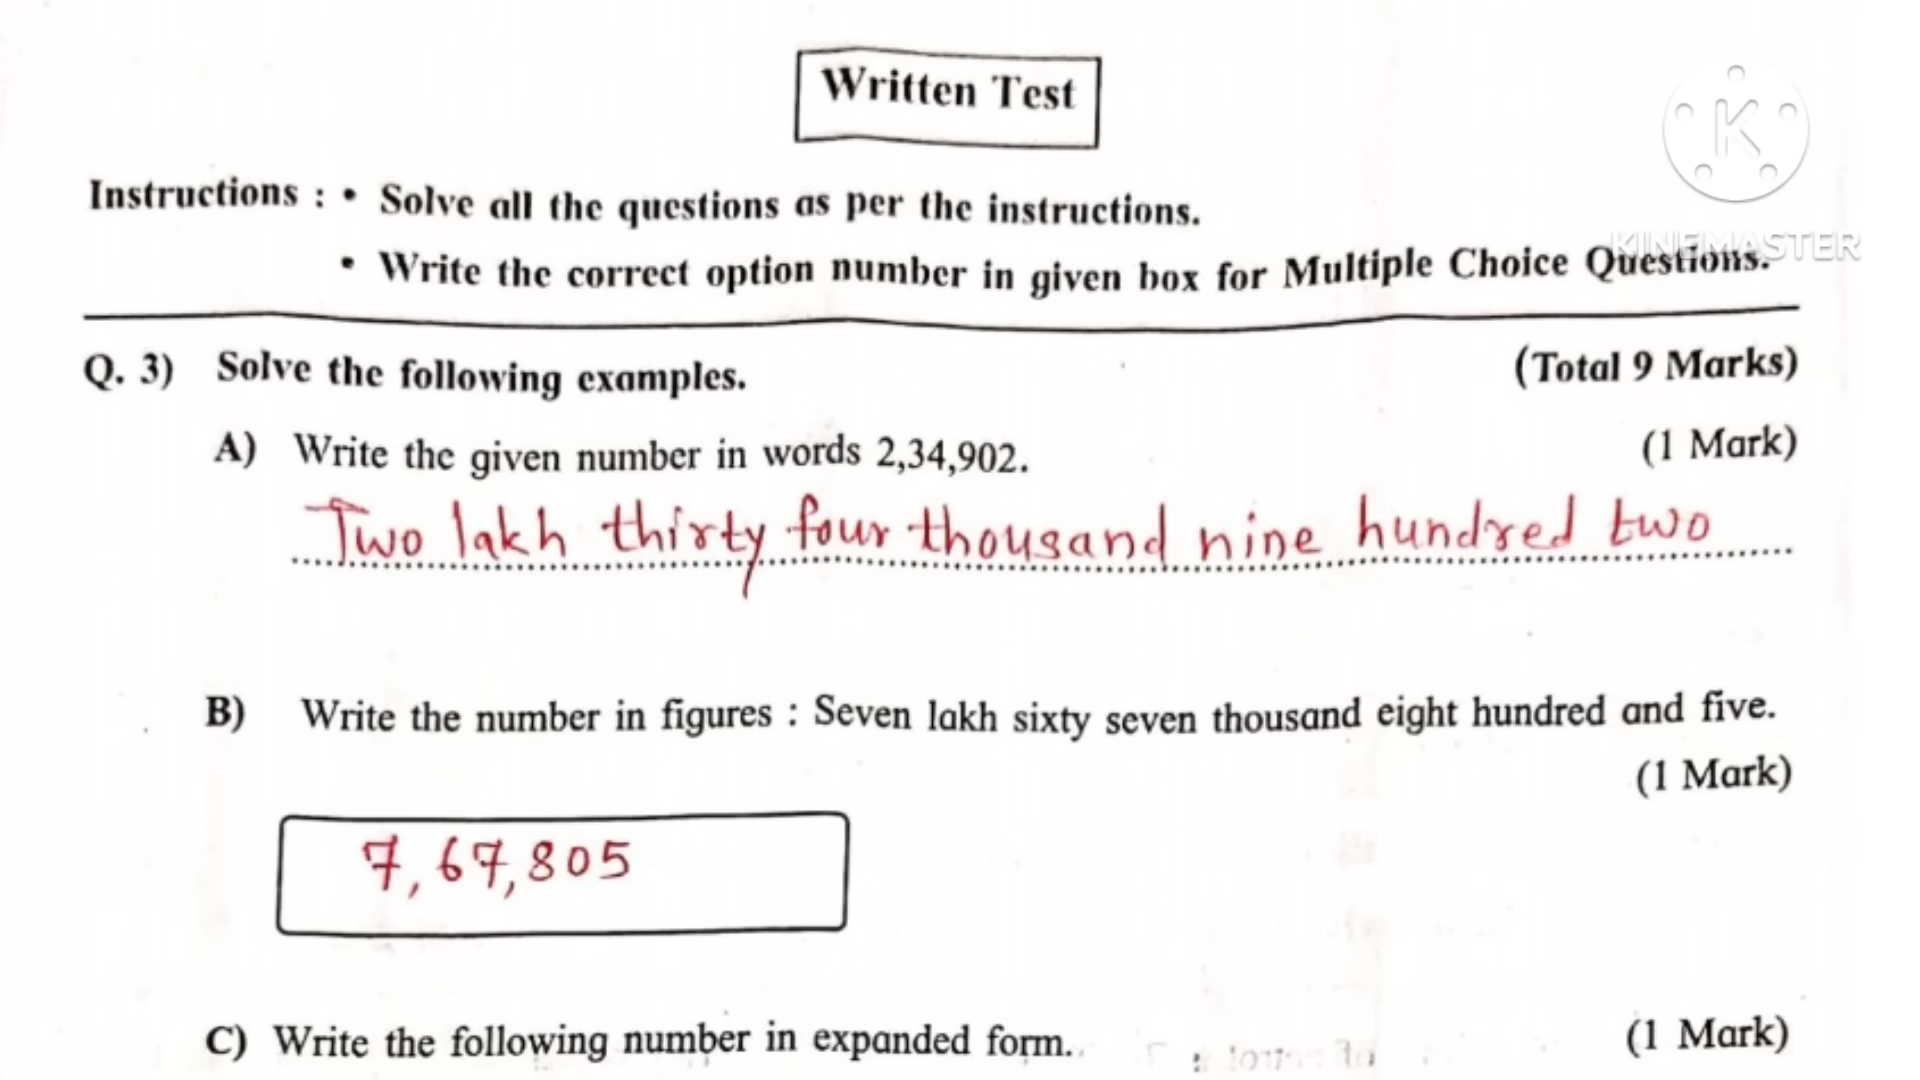 Written Test
K
KINEMASTER
Instructions : • Solve all the questions as per the instructions.
• Write the correct option number in given box for Multiple Choice Questions.
Q. 3) Solve the following examples. (Total 9 Marks)
A) Write the given number in words 2,34,902. (1 Mark)
Two lakh thirty four thousand nine hundred two
B) Write the number in figures : Seven lakh sixty seven thousand eight hundred and five.
(1 Mark)
7,67,805
C) Write the following number in expanded form. (1 Mark)